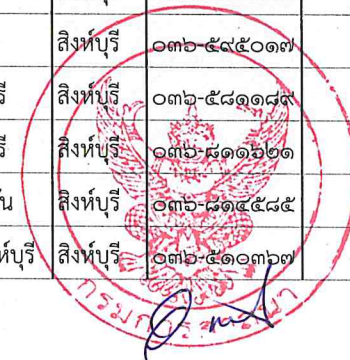 สิงห์บุรี ๐๓๖-๕๙๕๐๑๗
รี สิงห์บุรี ๐๓๖-๕๘๑๑๘๙
รี สิงห์บุรี ๐๓๖-๘๑๑๖๒๑
ัน สิงห์บุรี ๐๓๖-๘๑๔๕๘๕
ห์บุรี สิงห์บุรี ๐๓๖-๕๑๐๓๖๗